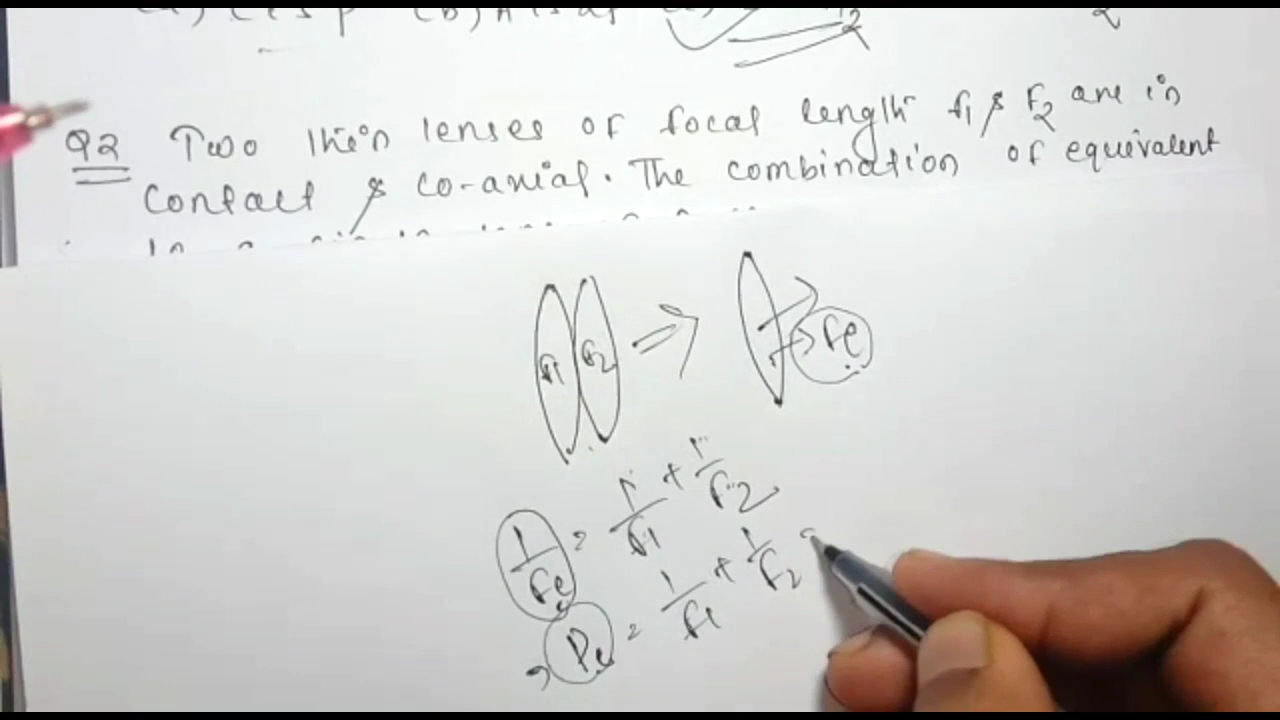 Q2 Two thin lenses of focal length f1 & F2 are in
contact & co-axial. The combination of equivalent
f1 F2 ⇒ Fe
1/Fe = 1/F1 + 1/F2
Pe = 1/F1 + 1/F2 =